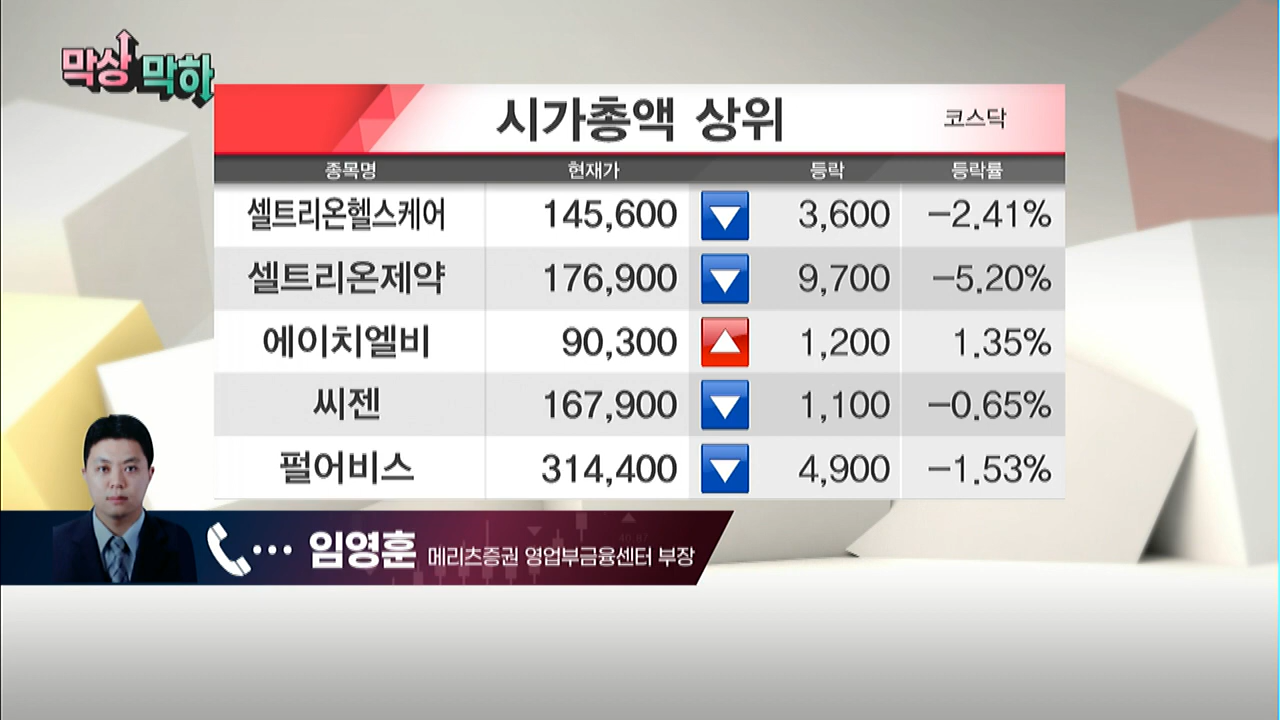 막상 막하
시가총액 상위 코스닥
종목명 현재가 등락 등락률
셀트리온헬스케어 145,600 ▼ 3,600 −2.41%
셀트리온제약 176,900 ▼ 9,700 −5.20%
에이치엘비 90,300 ▲ 1,200 1.35%
씨젠 167,900 ▼ 1,100 −0.65%
펄어비스 314,400 ▼ 4,900 −1.53%
임영훈 메리츠증권 영업부금융센터 부장